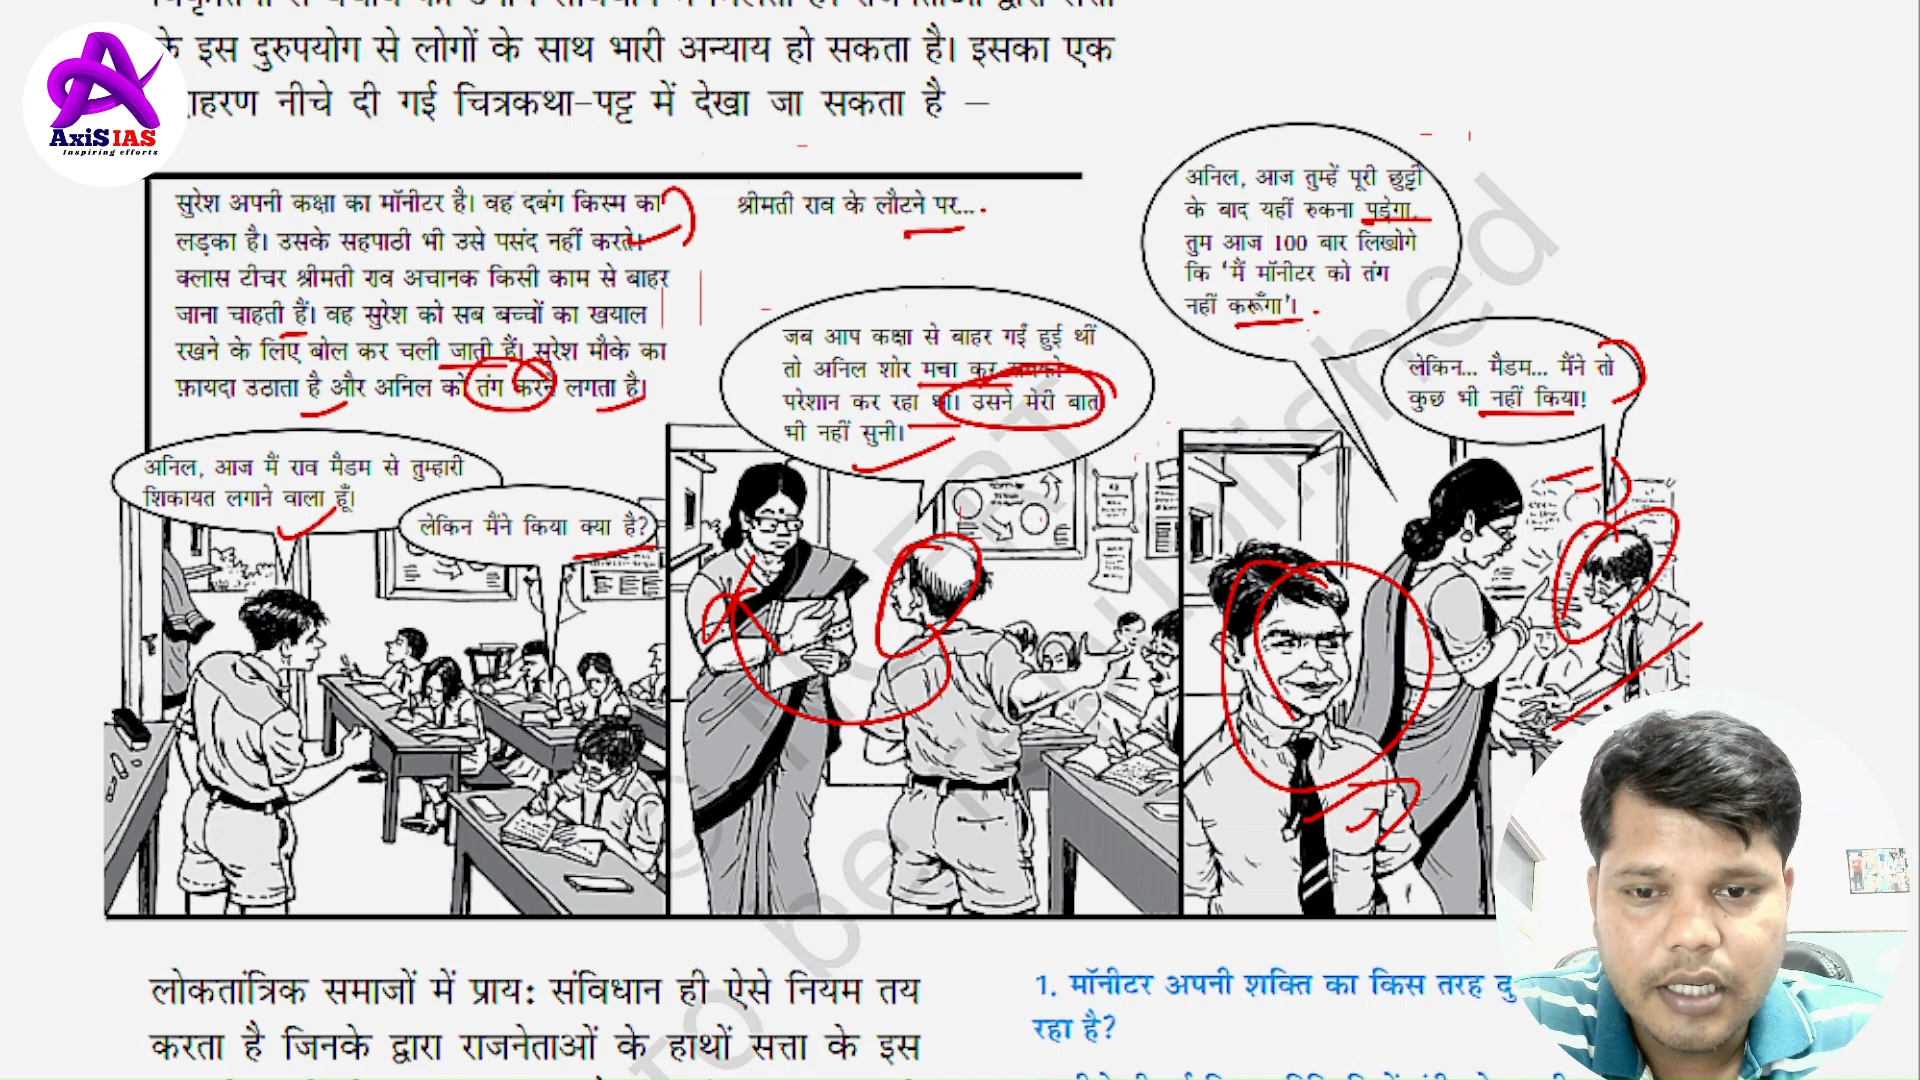 के इस दुरुपयोग से लोगों के साथ भारी अन्याय हो सकता है। इसका एक
नीचे दी गई चित्रकथा–पट्ट में देखा जा सकता है –
AxiS IAS
Inspiring efforts
सुरेश अपनी कक्षा का मॉनीटर है। वह दबंग किस्म का
लड़का है। उसके सहपाठी भी उसे पसंद नहीं करते।
क्लास टीचर श्रीमती राव अचानक किसी काम से बाहर
जाना चाहती हैं। वह सुरेश को सब बच्चों का खयाल
रखने के लिए बोल कर चली जाती हैं। सुरेश मौके का
फ़ायदा उठाता है और अनिल को तंग करने लगता है।
अनिल, आज मैं राव मैडम से तुम्हारी
शिकायत लगाने वाला हूँ।
लेकिन मैंने किया क्या है?
श्रीमती राव के लौटने पर...
जब आप कक्षा से बाहर गईं हुई थीं
तो अनिल शोर मचा कर सबको
परेशान कर रहा था। उसने मेरी बात
भी नहीं सुनी।
अनिल, आज तुम्हें पूरी छुट्टी
के बाद यहीं रुकना पड़ेगा,
तुम आज 100 बार लिखोगे
कि 'मैं मॉनीटर को तंग
नहीं करूँगा'।
लेकिन... मैडम... मैंने तो
कुछ भी नहीं किया!
लोकतांत्रिक समाजों में प्राय: संविधान ही ऐसे नियम तय
करता है जिनके द्वारा राजनेताओं के हाथों सत्ता के इस
1. मॉनीटर अपनी शक्ति का किस तरह दु
रहा है?